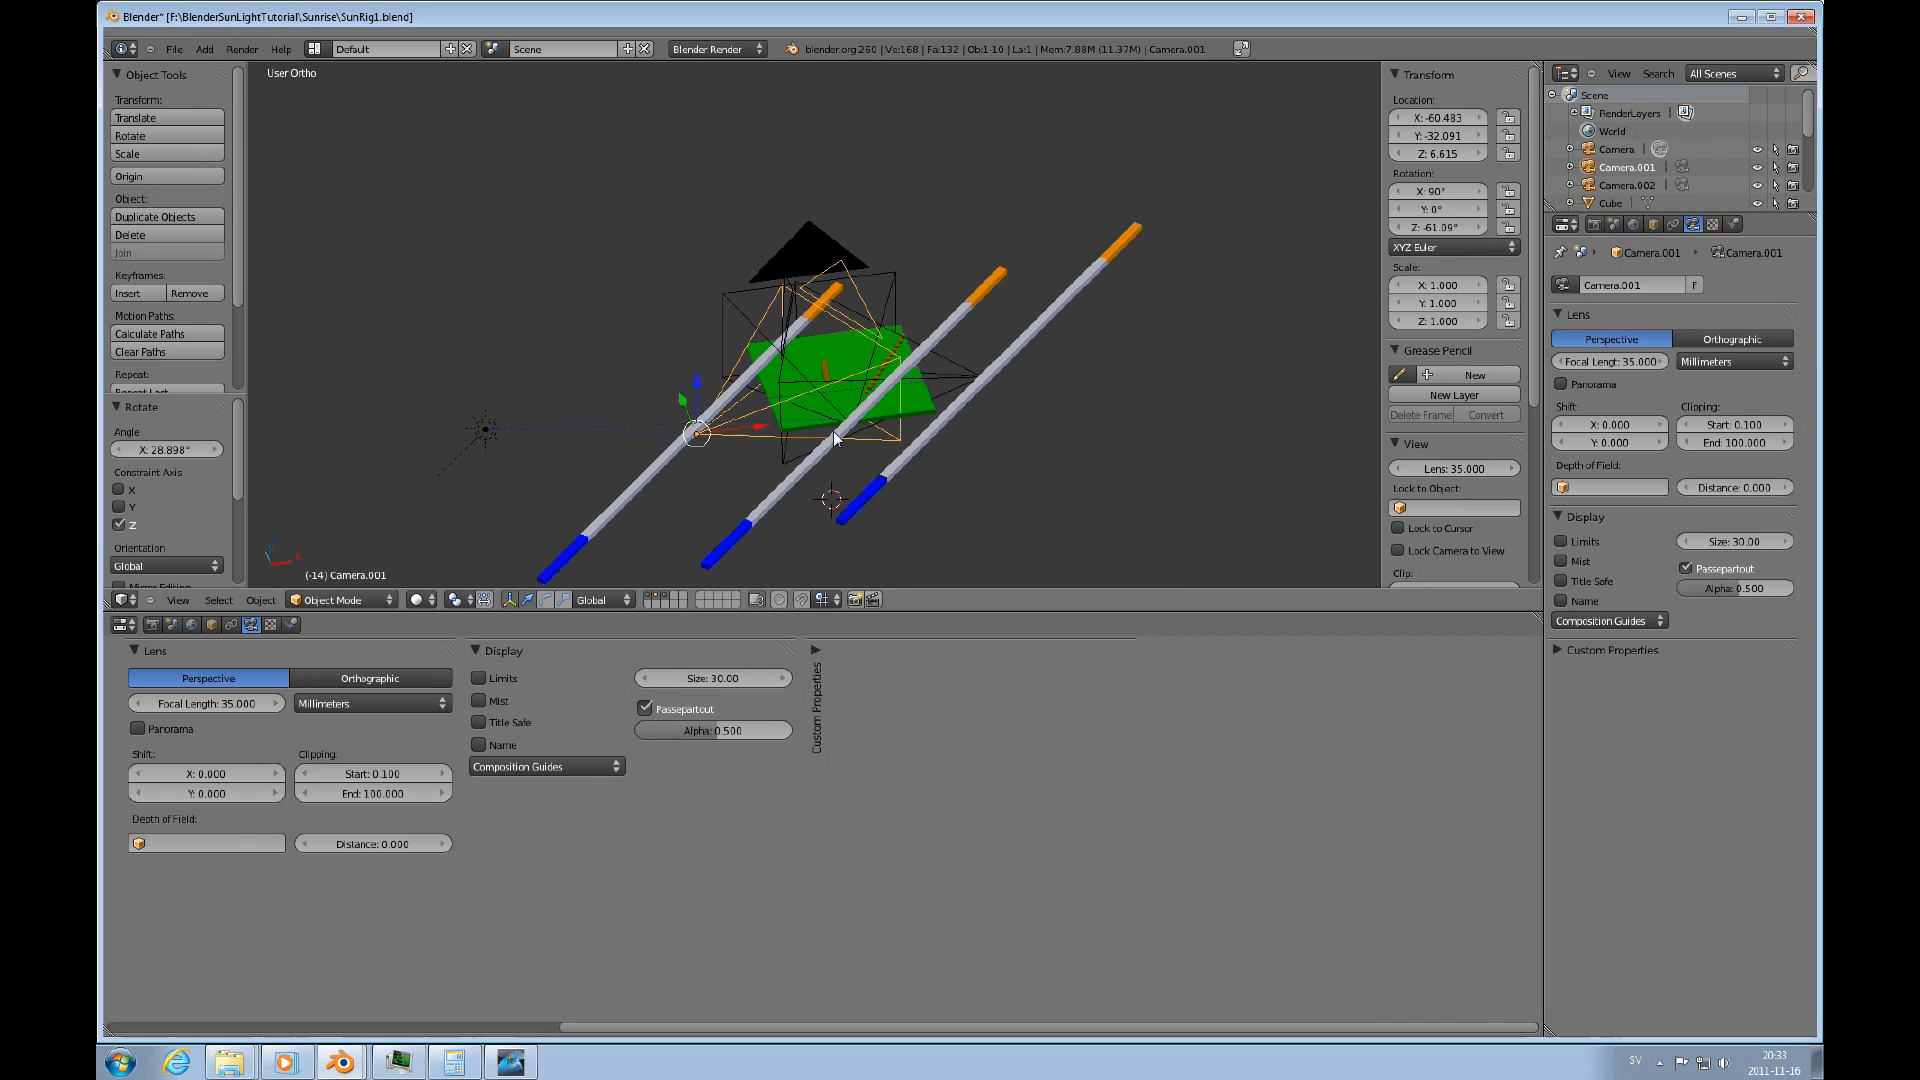 Blender* [F:\BlenderSunLightTutorial\Sunrise\SunRig1.blend]
File Add Render Help Default Scene Blender Render blender.org 260 | Ve:168 | Fa:132 | Ob:1-10 | La:1 | Mem:7.88M (11.37M) | Camera.001
Object Tools
Transform:
Translate
Rotate
Scale
Origin
Object:
Duplicate Objects
Delete
Join
Keyframes:
Insert Remove
Motion Paths:
Calculate Paths
Clear Paths
Repeat:
Repeat Last
Rotate
Angle
X: 28.898°
Constraint Axis
X
Y
Z
Orientation
Global
User Ortho
(-14) Camera.001
View Select Object Object Mode Global
Transform
Location:
X: -60.483
Y: -32.091
Z: 6.615
Rotation:
X: 90°
Y: 0°
Z: -61.09°
XYZ Euler
Scale:
X: 1.000
Y: 1.000
Z: 1.000
Grease Pencil
New
New Layer
Delete Frame Convert
View
Lens: 35.000
Lock to Object:
Lock to Cursor
Lock Camera to View
Clip:
View Search All Scenes
Scene
RenderLayers
World
Camera
Camera.001
Camera.002
Cube
Camera.001 Camera.001
Camera.001 F
Lens
Perspective Orthographic
Focal Lengt: 35.000 Millimeters
Panorama
Shift: Clipping:
X: 0.000 Start: 0.100
Y: 0.000 End: 100.000
Depth of Field:
Distance: 0.000
Display
Limits Size: 30.00
Mist Passepartout
Title Safe Alpha: 0.500
Name
Composition Guides
Custom Properties
Lens
Perspective Orthographic
Focal Length: 35.000 Millimeters
Panorama
Shift: Clipping:
X: 0.000 Start: 0.100
Y: 0.000 End: 100.000
Depth of Field:
Distance: 0.000
Display
Limits Size: 30.00
Mist Passepartout
Title Safe Alpha: 0.500
Name
Composition Guides
Custom Properties
SV
20:33
2011-11-16